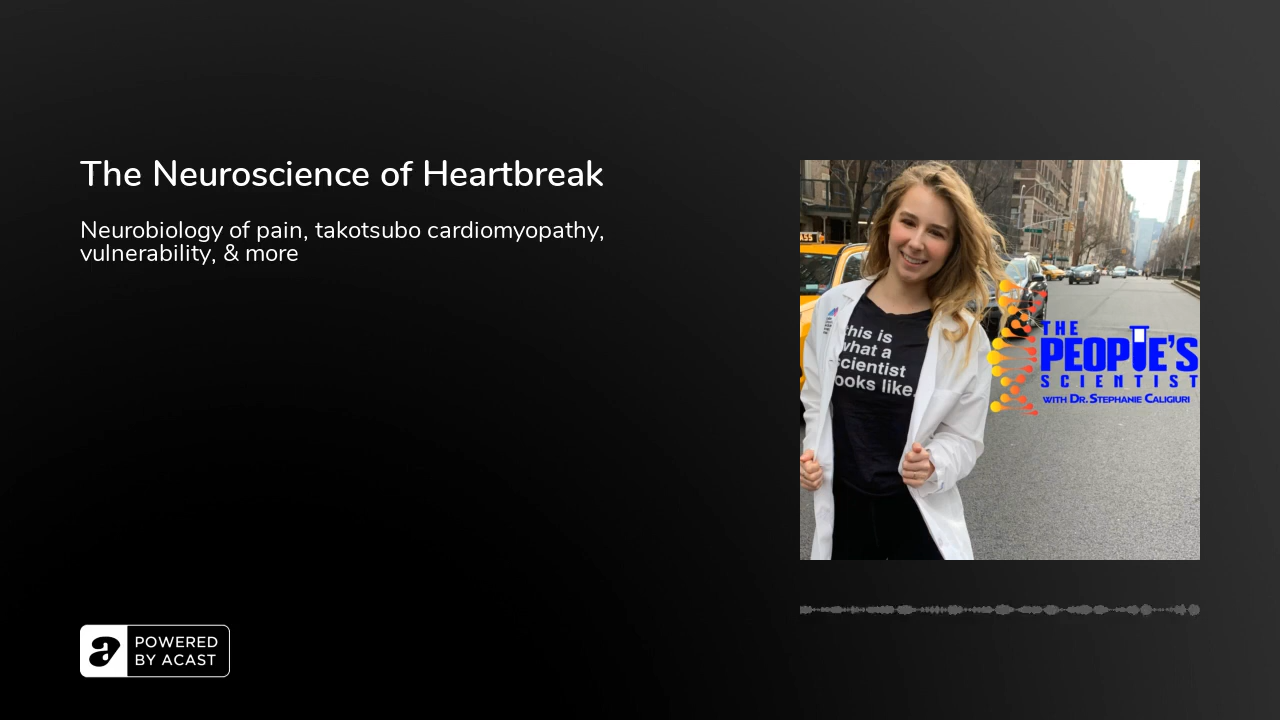 The Neuroscience of Heartbreak
Neurobiology of pain, takotsubo cardiomyopathy,
vulnerability, & more
this is
what a
scientist
looks like.
THE
PEOPLE'S
SCIENTIST
WITH DR. STEPHANIE CALIGIURI
POWERED
BY ACAST